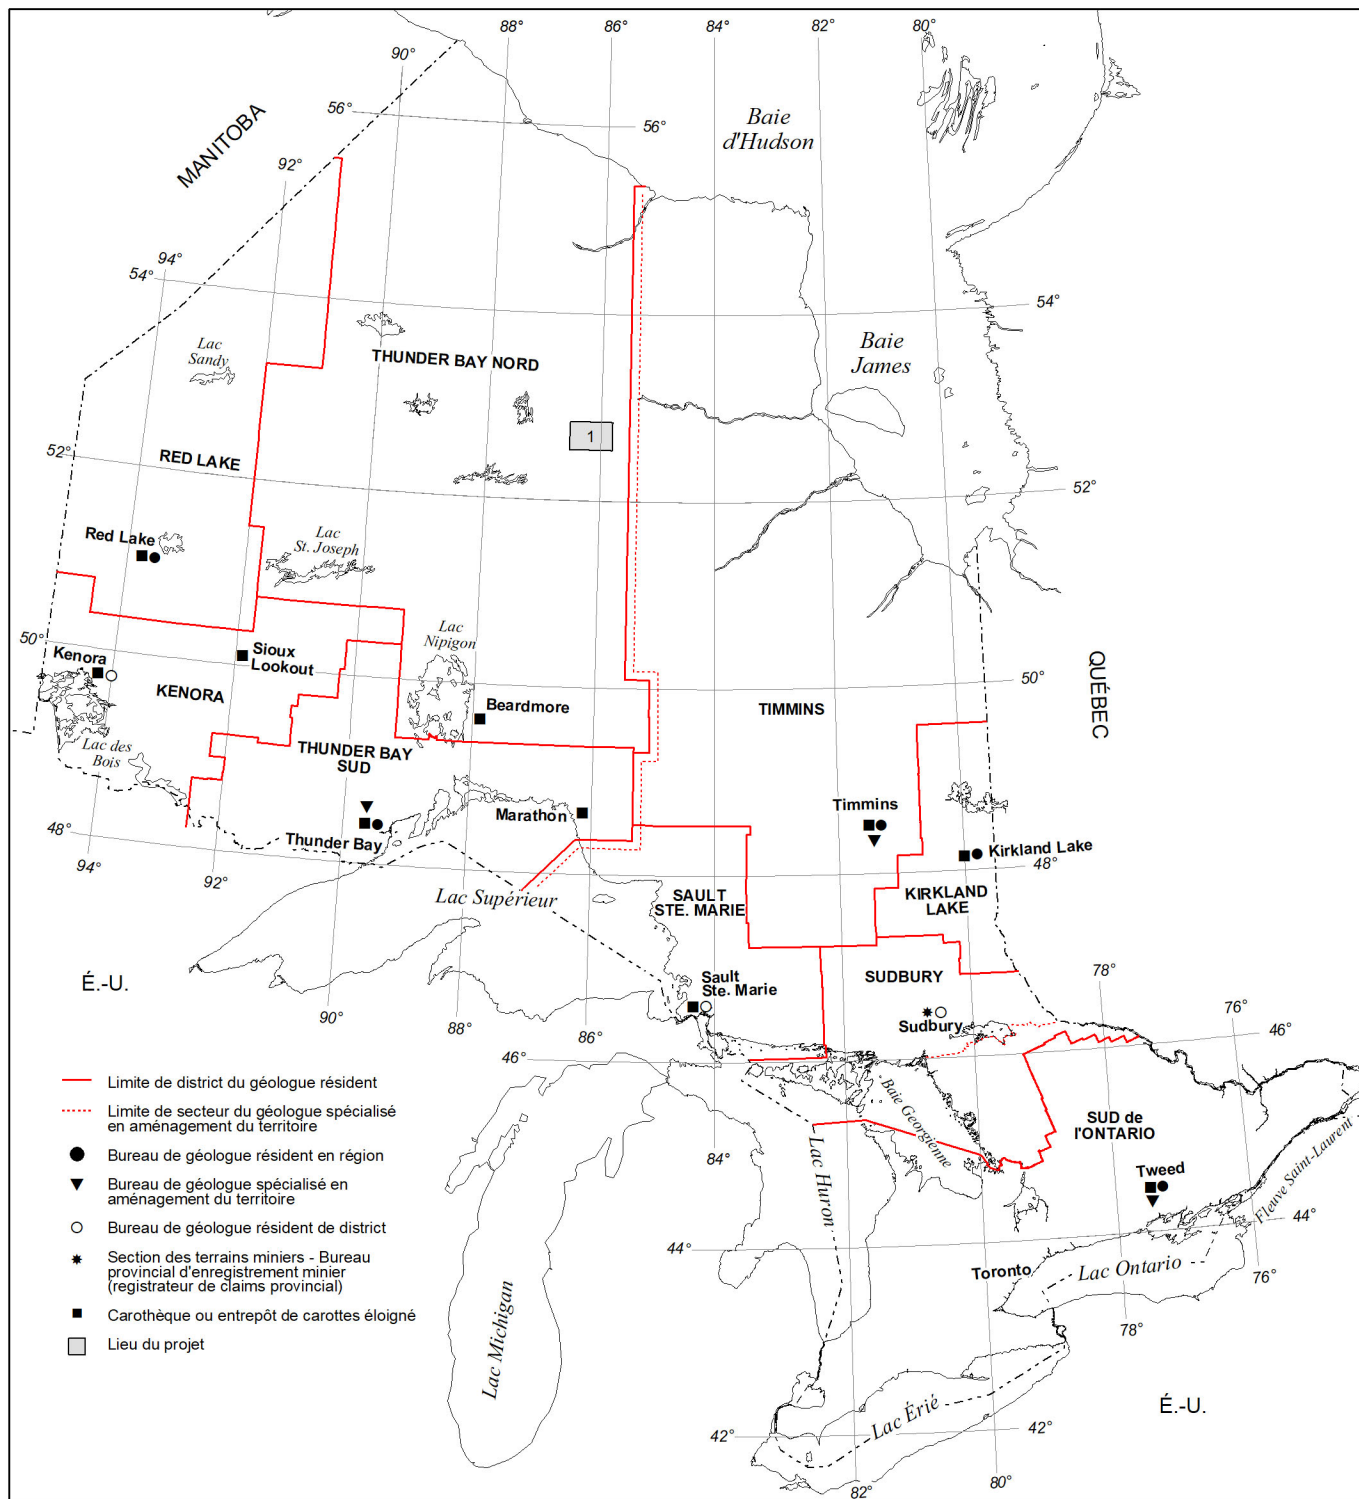 88°
86°
84°
82°
80°
90°
56°
56°
Baie
d'Hudson
MANITOBA
92°
94°
54°
54°
Lac
Sandy
THUNDER BAY NORD
Baie
James
1
52°
RED LAKE
52°
Red Lake
Lac
St. Joseph
50°
Kenora
Sioux
Lookout
Lac
Nipigon
KENORA
Beardmore
50°
TIMMINS
QUÉBEC
Lac des
Bois
THUNDER BAY
SUD
Marathon
Timmins
48°
Thunder Bay
Kirkland Lake
48°
94°
92°
Lac Supérieur
SAULT
STE. MARIE
KIRKLAND
LAKE
É.-U.
Sault
Ste. Marie
SUDBURY
Sudbury
78°
76°
46°
90°
88°
86°
46°
Limite de district du géologue résident
Limite de secteur du géologue spécialisé
en aménagement du territoire
Bureau de géologue résident en région
Bureau de géologue spécialisé en
aménagement du territoire
Bureau de géologue résident de district
Section des terrains miniers - Bureau
provincial d'enregistrement minier
(registrateur de claims provincial)
Carothèque ou entrepôt de carottes éloigné
Lieu du projet
Baie Georgienne
SUD de
l'ONTARIO
84°
Lac Huron
Tweed
Fleuve Saint-Laurent
44°
44°
Toronto
Lac Ontario
76°
78°
Lac Michigan
Lac Érié
É.-U.
42°
42°
80°
82°